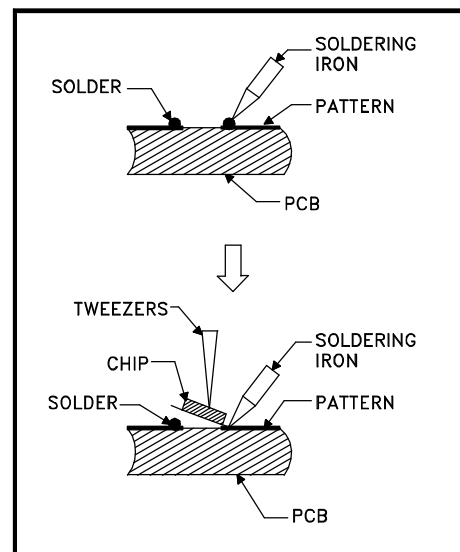 SOLDERING
IRON
SOLDER
PATTERN
PCB
TWEEZERS
SOLDERING
IRON
CHIP
SOLDER
PATTERN
PCB